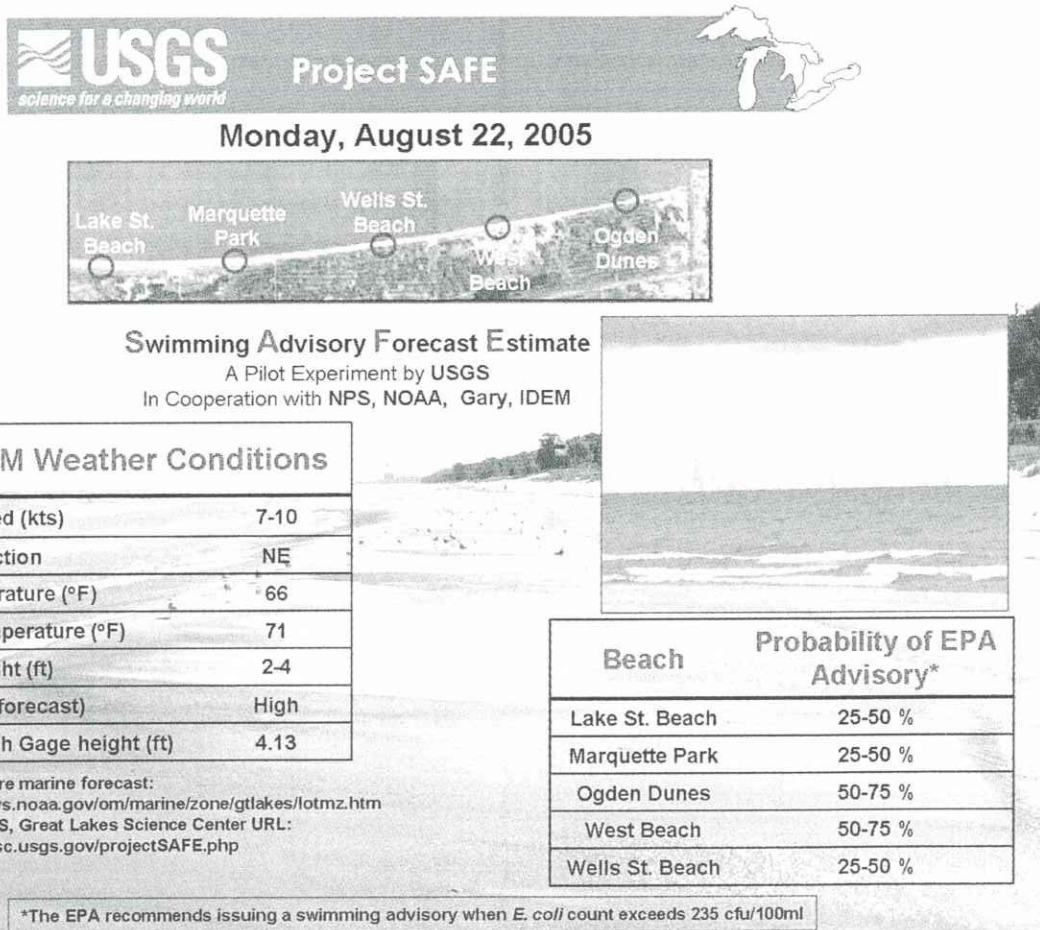 USGS
science for a changing world
Project SAFE
Monday, August 22, 2005
Lake St.
Beach
Marquette
Park
Wells St.
Beach
West
Beach
Ogden
Dunes
Swimming Advisory Forecast Estimate
A Pilot Experiment by USGS
In Cooperation with NPS, NOAA, Gary, IDEM
M Weather Conditions
ed (kts) 7-10
ction NE
rature (°F) 66
perature (°F) 71
ht (ft) 2-4
forecast) High
h Gage height (ft) 4.13
re marine forecast:
s.noaa.gov/om/marine/zone/gtlakes/lotmz.htm
S, Great Lakes Science Center URL:
sc.usgs.gov/projectSAFE.php
Beach Probability of EPA
Advisory*
Lake St. Beach 25-50 %
Marquette Park 25-50 %
Ogden Dunes 50-75 %
West Beach 50-75 %
Wells St. Beach 25-50 %
*The EPA recommends issuing a swimming advisory when E. coli count exceeds 235 cfu/100ml